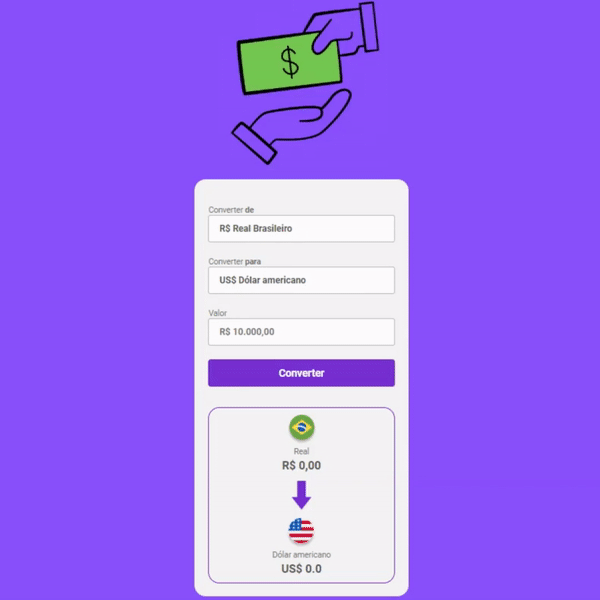 $
Converter de
R$ Real Brasileiro
Converter para
US$ Dólar americano
Valor
R$ 10.000,00
Converter
Real
R$ 0,00
Dólar americano
US$ 0.0